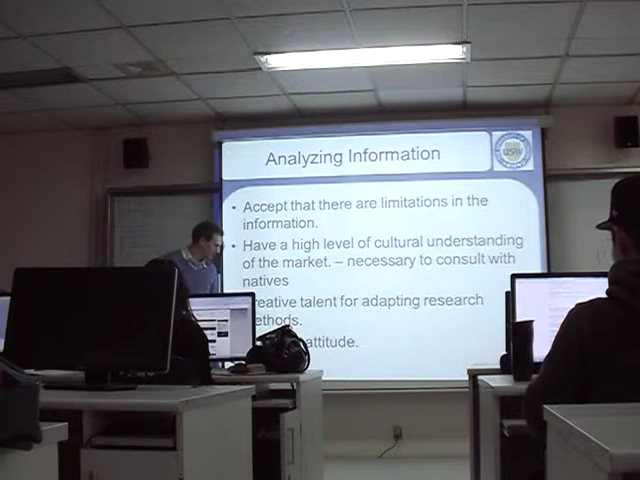 Analyzing Information
• Accept that there are limitations in the
information.
• Have a high level of cultural understanding
of the market. – necessary to consult with
natives
reative talent for adapting research
ethods.
attitude.